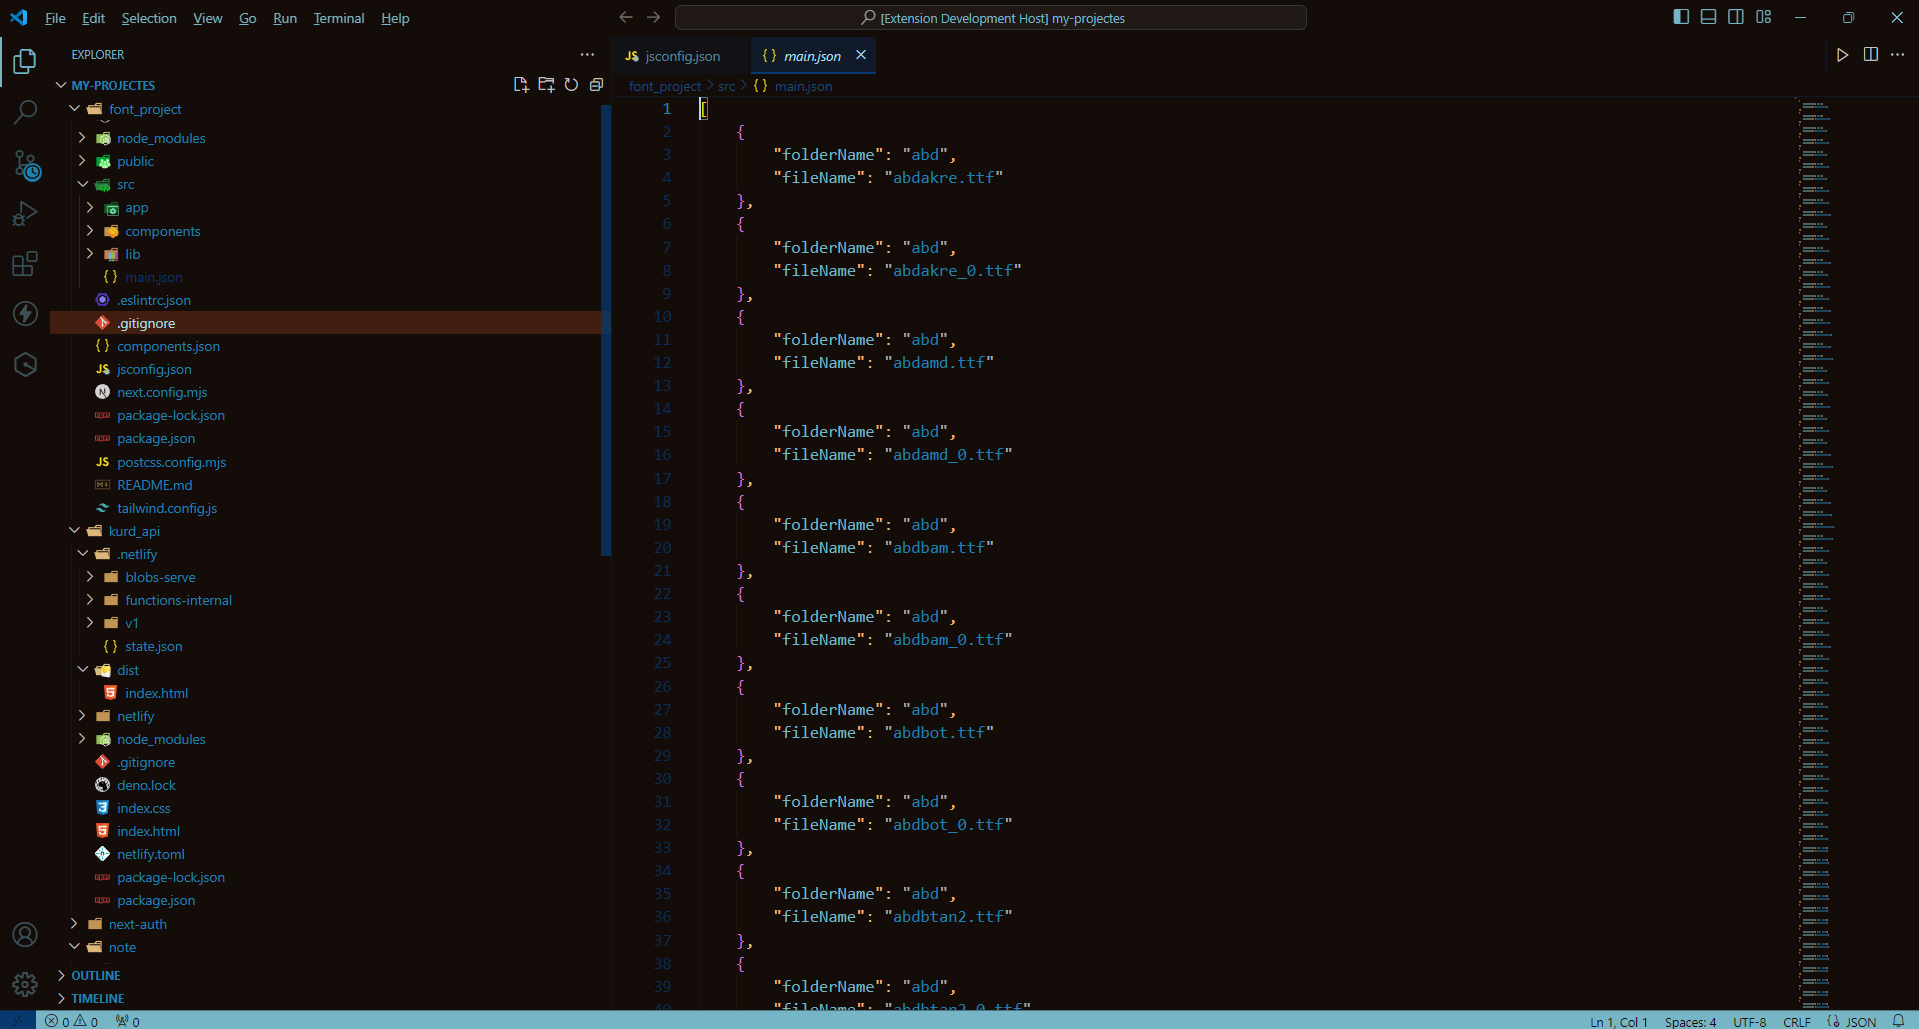 File Edit Selection View Go Run Terminal Help
[Extension Development Host] my-projectes
EXPLORER
MY-PROJECTES
font_project
node_modules
public
src
app
components
lib
main.json
.eslintrc.json
.gitignore
components.json
jsconfig.json
next.config.mjs
package-lock.json
package.json
postcss.config.mjs
README.md
tailwind.config.js
kurd_api
.netlify
blobs-serve
functions-internal
v1
state.json
dist
index.html
netlify
node_modules
.gitignore
deno.lock
index.css
index.html
netlify.toml
package-lock.json
package.json
next-auth
note
OUTLINE
TIMELINE
jsconfig.json main.json
font_project > src > {} main.json
1 [
2 {
3 "folderName": "abd",
4 "fileName": "abdakre.ttf"
5 },
6 {
7 "folderName": "abd",
8 "fileName": "abdakre_0.ttf"
9 },
10 {
11 "folderName": "abd",
12 "fileName": "abdamd.ttf"
13 },
14 {
15 "folderName": "abd",
16 "fileName": "abdamd_0.ttf"
17 },
18 {
19 "folderName": "abd",
20 "fileName": "abdbam.ttf"
21 },
22 {
23 "folderName": "abd",
24 "fileName": "abdbam_0.ttf"
25 },
26 {
27 "folderName": "abd",
28 "fileName": "abdbot.ttf"
29 },
30 {
31 "folderName": "abd",
32 "fileName": "abdbot_0.ttf"
33 },
34 {
35 "folderName": "abd",
36 "fileName": "abdbtan2.ttf"
37 },
38 {
39 "folderName": "abd",
40 "fileName": "abdbtan2_0.ttf"
0 0 0 Ln 1, Col 1 Spaces: 4 UTF-8 CRLF JSON